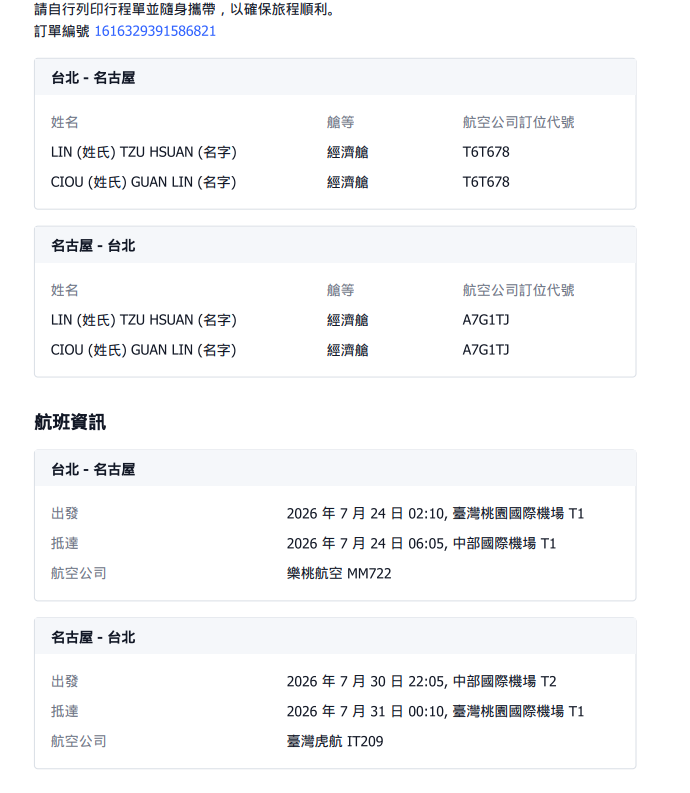 請自行列印行程單並隨身攜帶，以確保旅程順利。
訂單編號 1616329391586821
台北 - 名古屋
姓名 艙等 航空公司訂位代號
LIN (姓氏) TZU HSUAN (名字) 經濟艙 T6T678
CIOU (姓氏) GUAN LIN (名字) 經濟艙 T6T678
名古屋 - 台北
姓名 艙等 航空公司訂位代號
LIN (姓氏) TZU HSUAN (名字) 經濟艙 A7G1TJ
CIOU (姓氏) GUAN LIN (名字) 經濟艙 A7G1TJ
航班資訊
台北 - 名古屋
出發 2026 年 7 月 24 日 02:10, 臺灣桃園國際機場 T1
抵達 2026 年 7 月 24 日 06:05, 中部國際機場 T1
航空公司 樂桃航空 MM722
名古屋 - 台北
出發 2026 年 7 月 30 日 22:05, 中部國際機場 T2
抵達 2026 年 7 月 31 日 00:10, 臺灣桃園國際機場 T1
航空公司 臺灣虎航 IT209